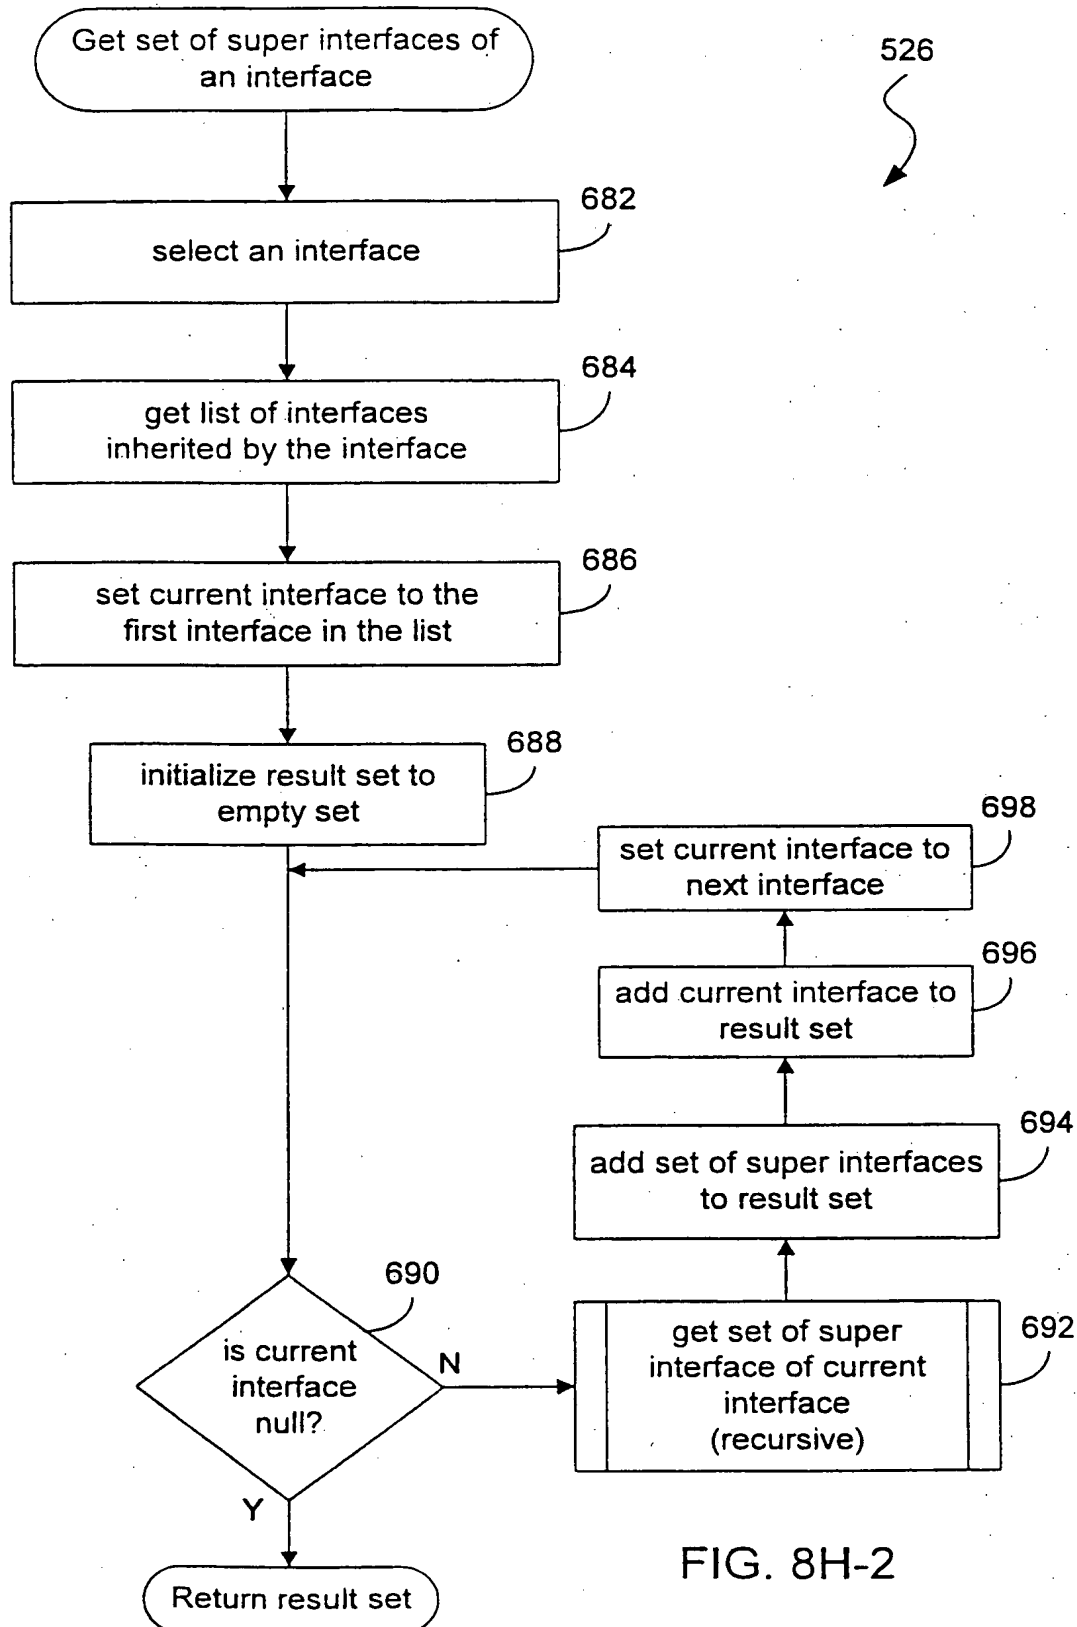 Get set of super interfaces of
an interface
526
682
select an interface
684
get list of interfaces
inherited by the interface
686
set current interface to the
first interface in the list
688
initialize result set to
empty set
698
set current interface to
next interface
696
add current interface to
result set
694
add set of super interfaces
to result set
690
is current
interface
null?
N
692
get set of super
interface of current
interface
(recursive)
Y
Return result set
FIG. 8H-2